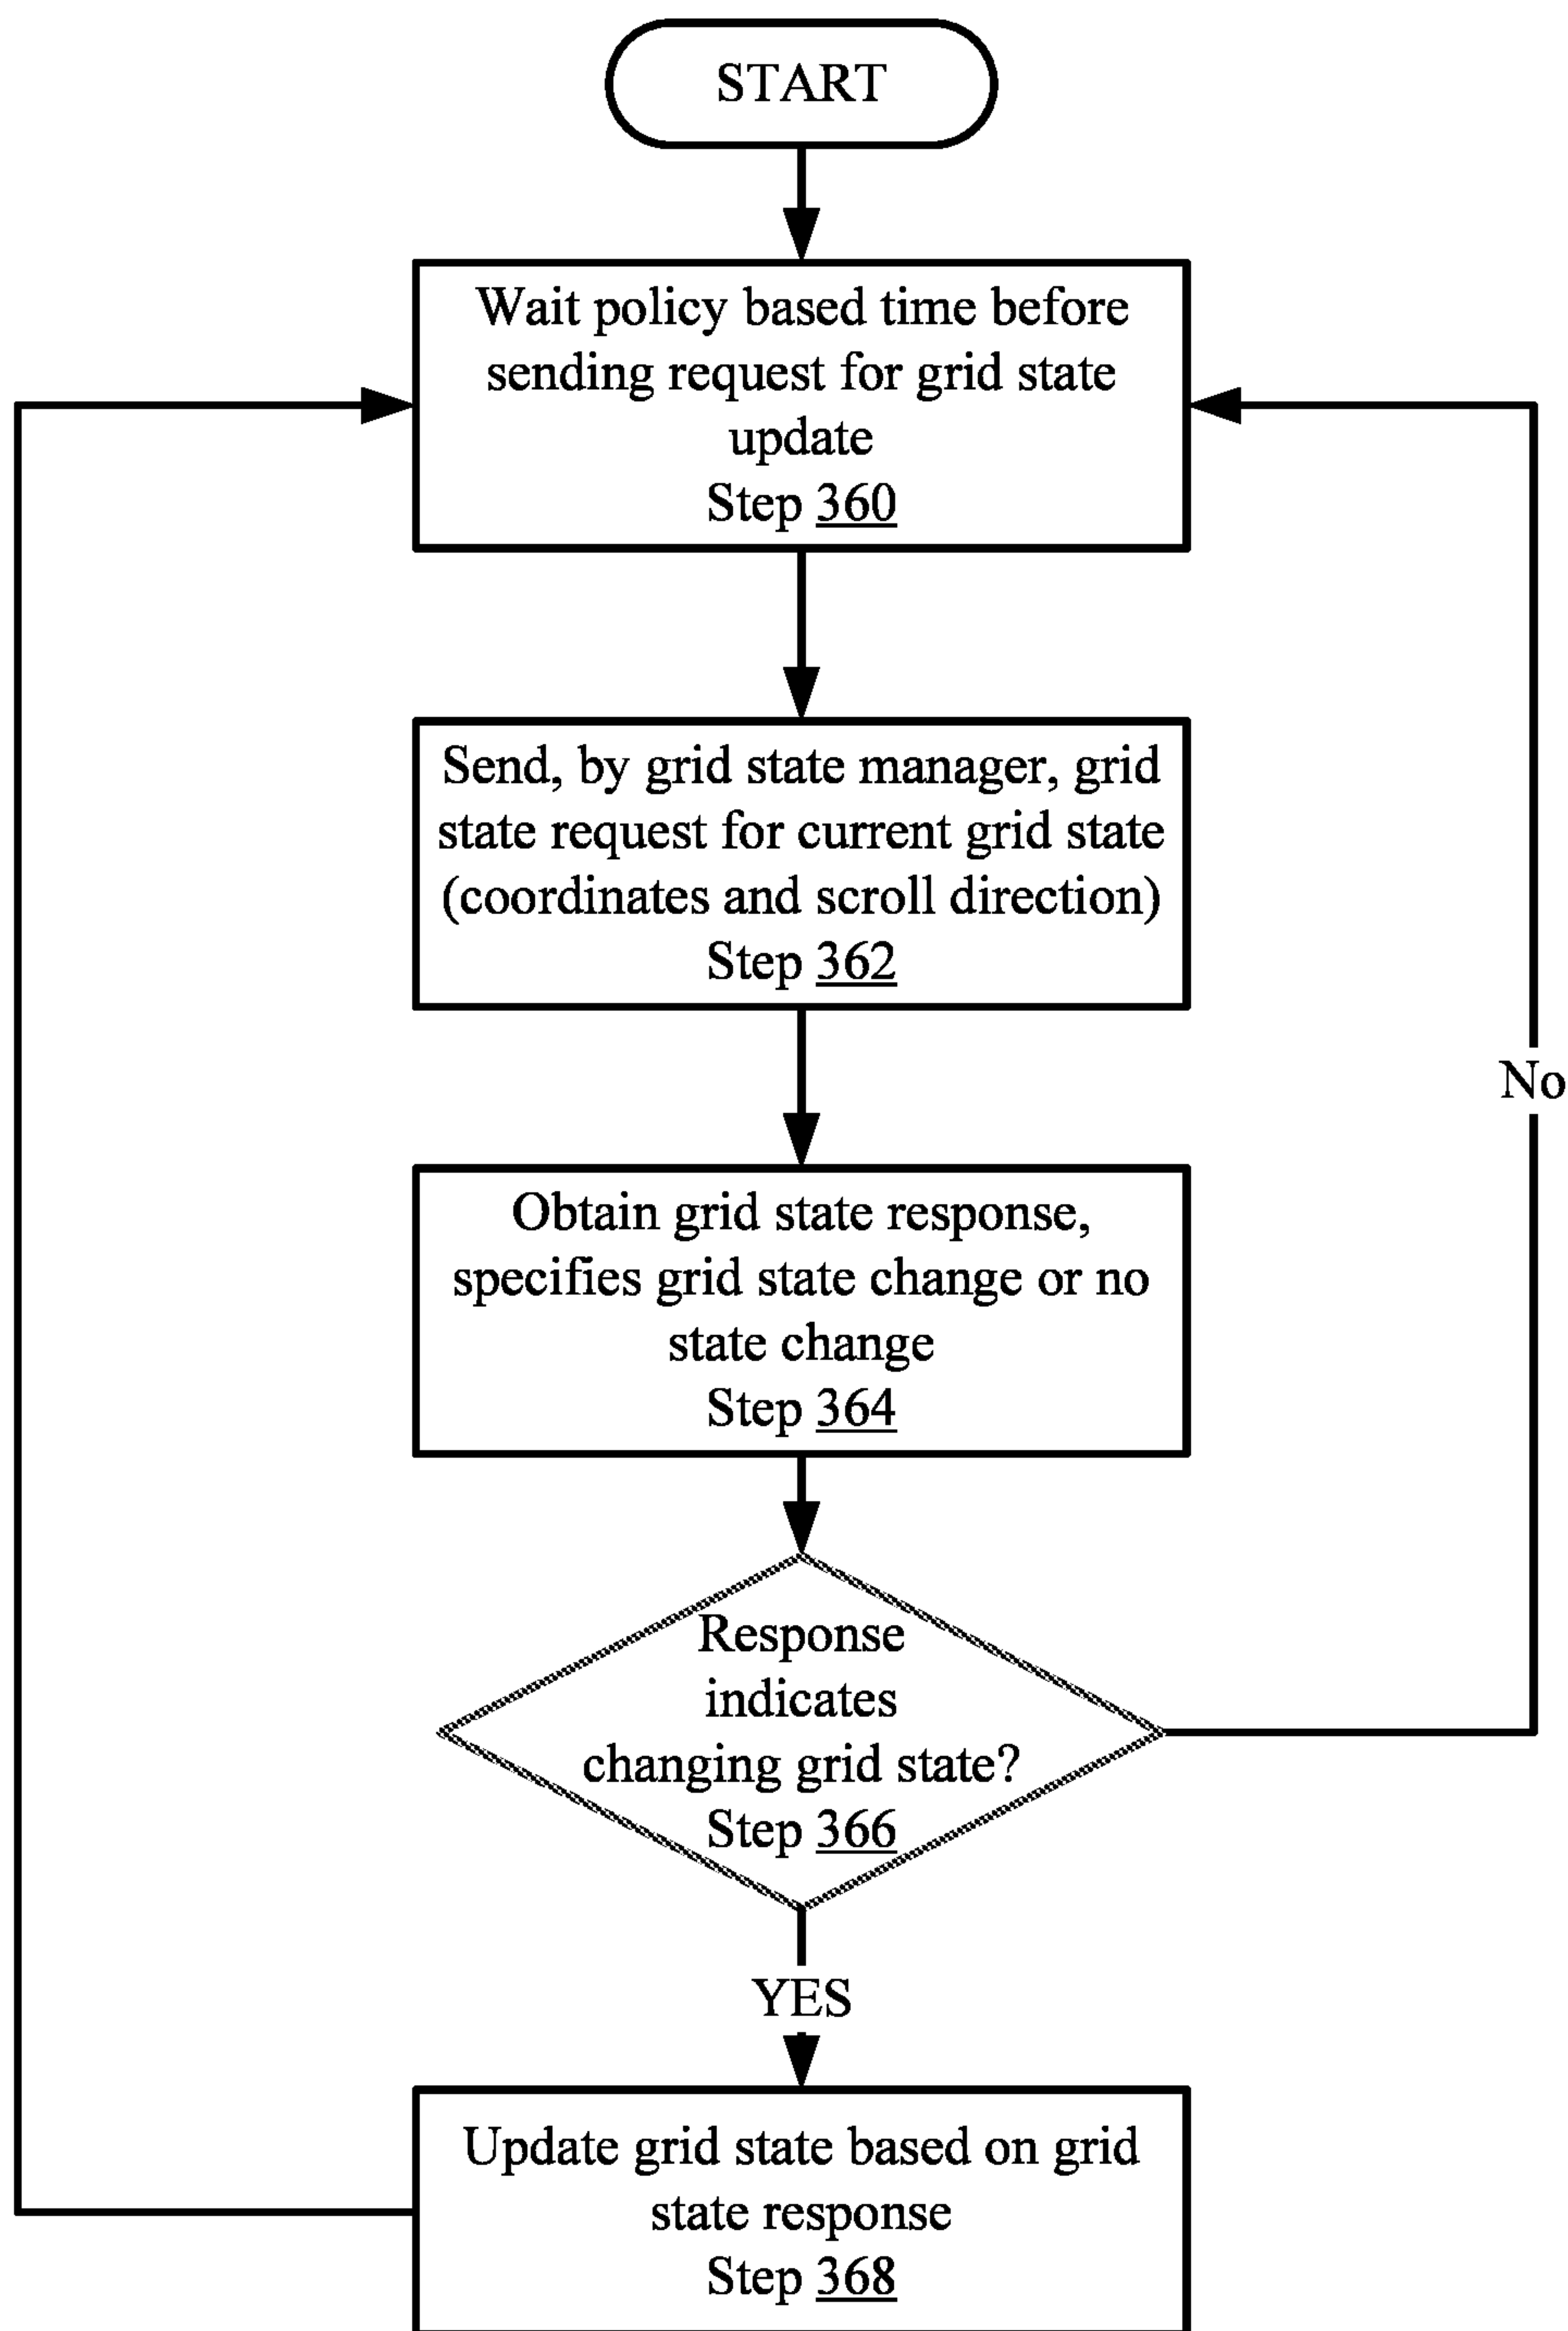 START
Wait policy based time before
sending request for grid state
update
Step 360
Send, by grid state manager, grid
state request for current grid state
(coordinates and scroll direction)
Step 362
No
Obtain grid state response,
specifies grid state change or no
state change
Step 364
Response
indicates
changing grid state?
Step 366
YES
Update grid state based on grid
state response
Step 368